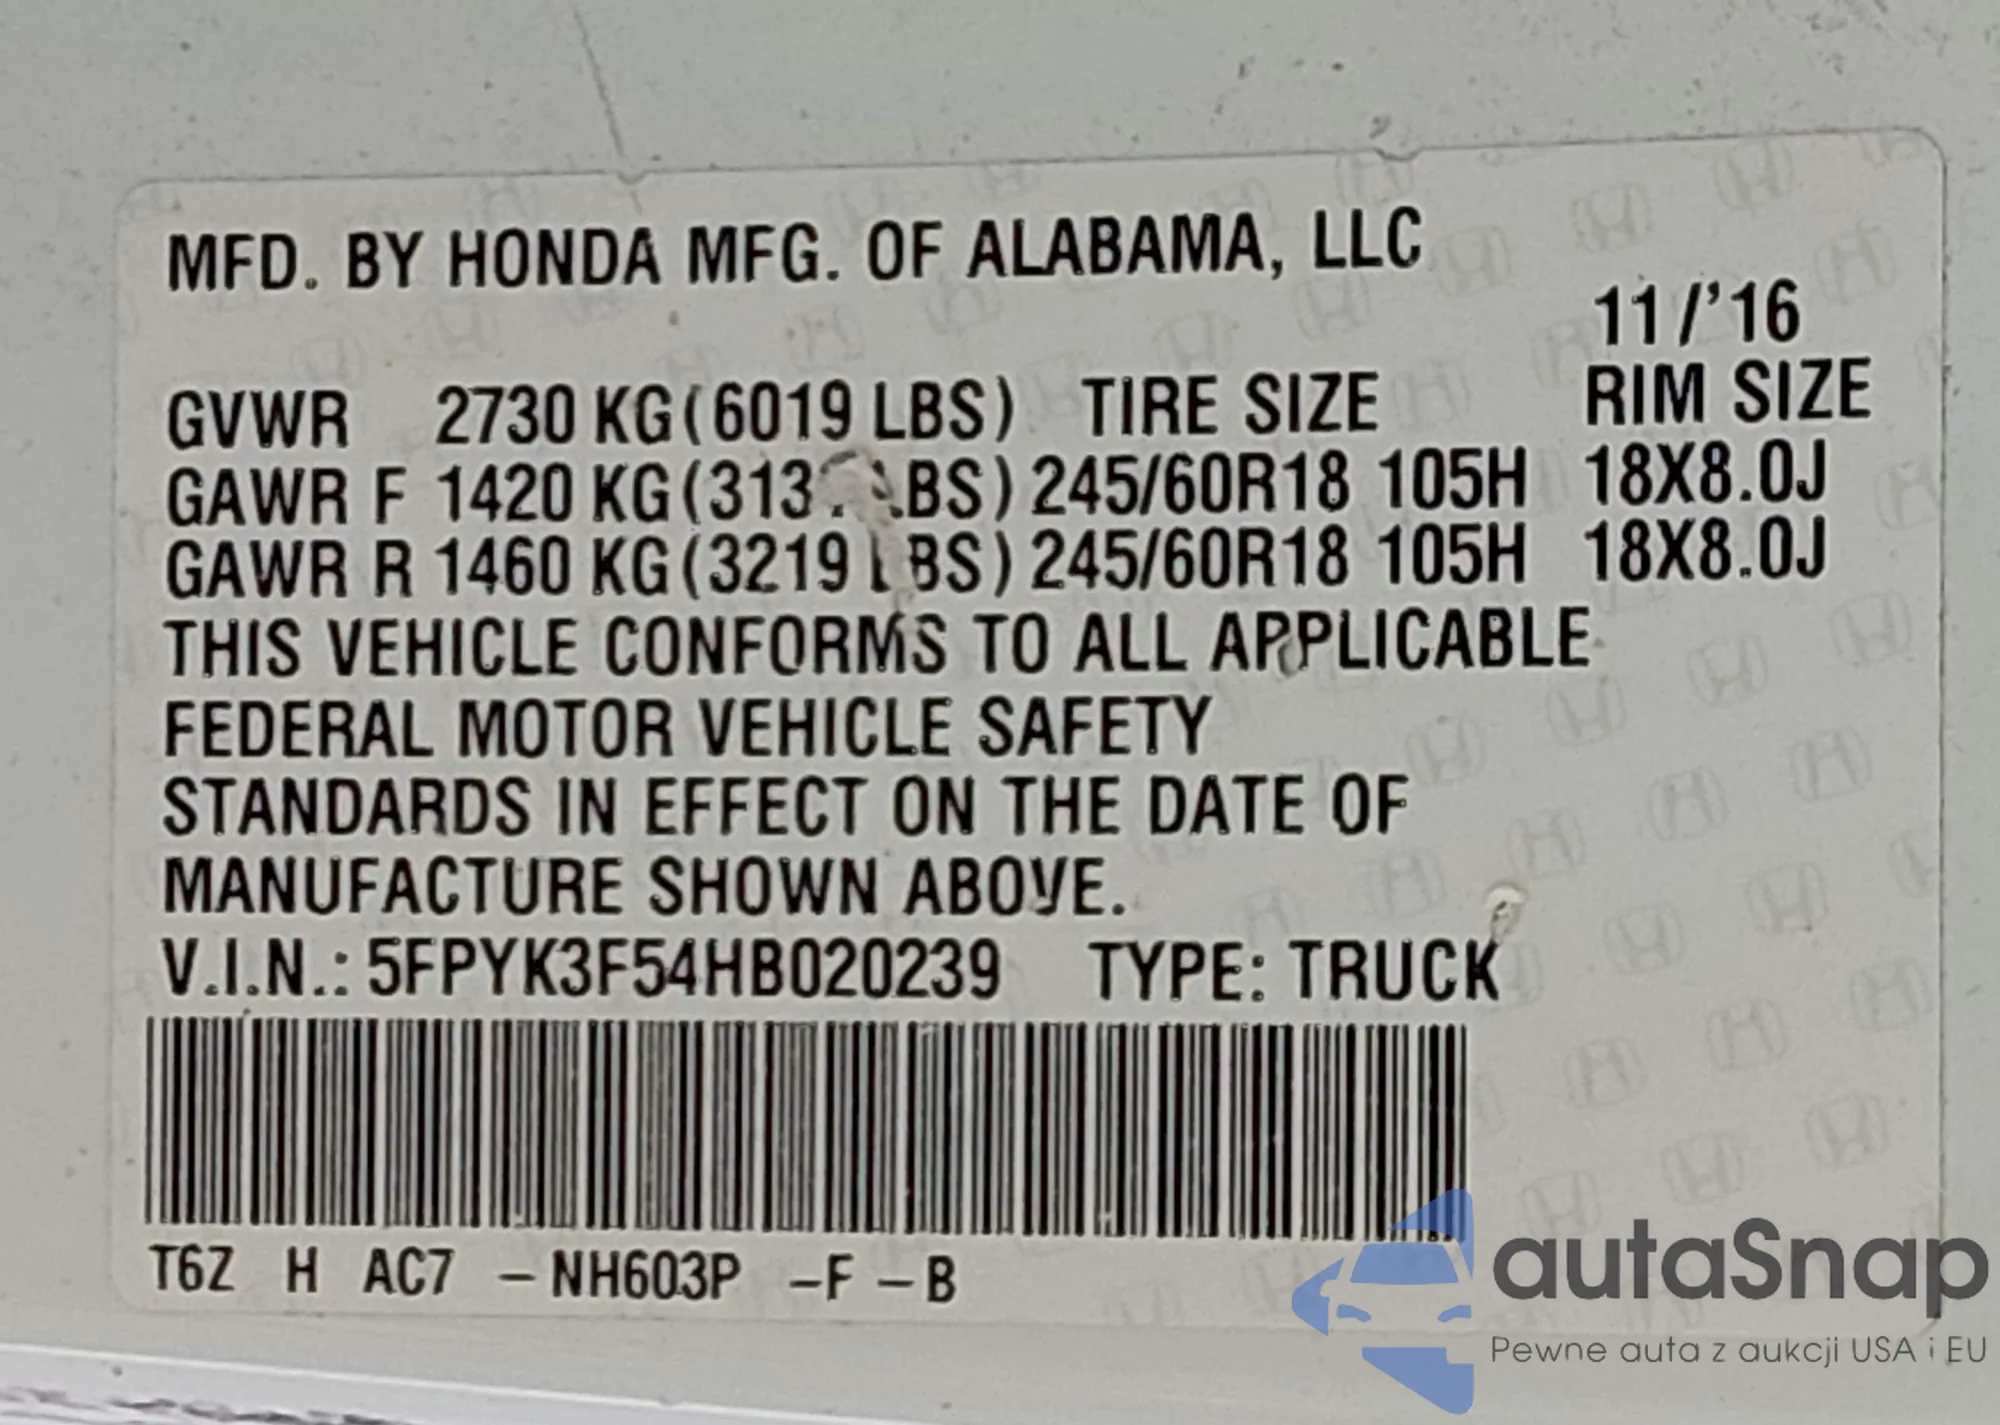 MFD. BY HONDA MFG. OF ALABAMA, LLC
11/'16
GVWR 2730 KG(6019 LBS) TIRE SIZE RIM SIZE
GAWR F 1420 KG 245/60R18 105H 18X8.0J
GAWR R 1460 KG(3219 LBS) 245/60R18 105H 18X8.0J
THIS VEHICLE CONFORMS TO ALL APPLICABLE
FEDERAL MOTOR VEHICLE SAFETY
STANDARDS IN EFFECT ON THE DATE OF
MANUFACTURE SHOWN ABOVE.
V.I.N.: 5FPYK3F54HB020239 TYPE: TRUCK
T6Z H AC7 -NH603P -F -B
autaSnap
Pewne auta z aukcji USA i EU